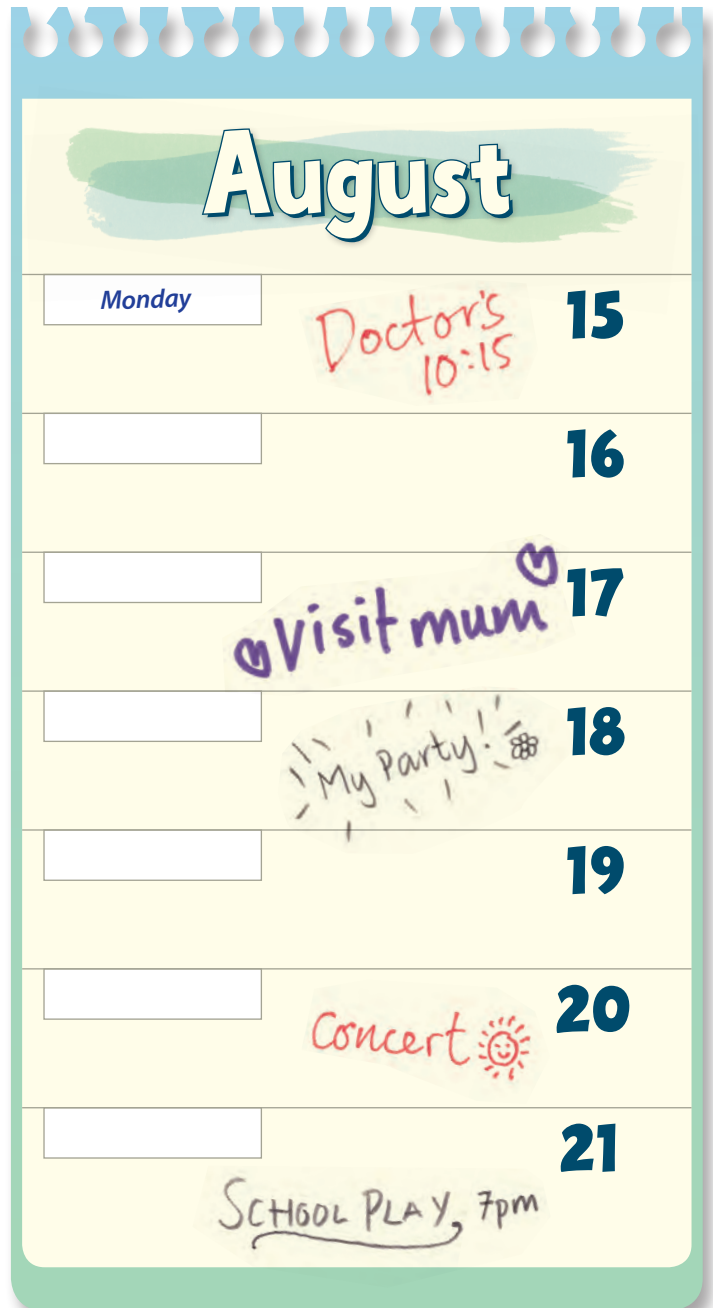 August
Monday
15
Doctor's
10:15
16
17
Visit mum
18
My Party!
19
20
Concert
21
SCHOOL PLAY, 7pm